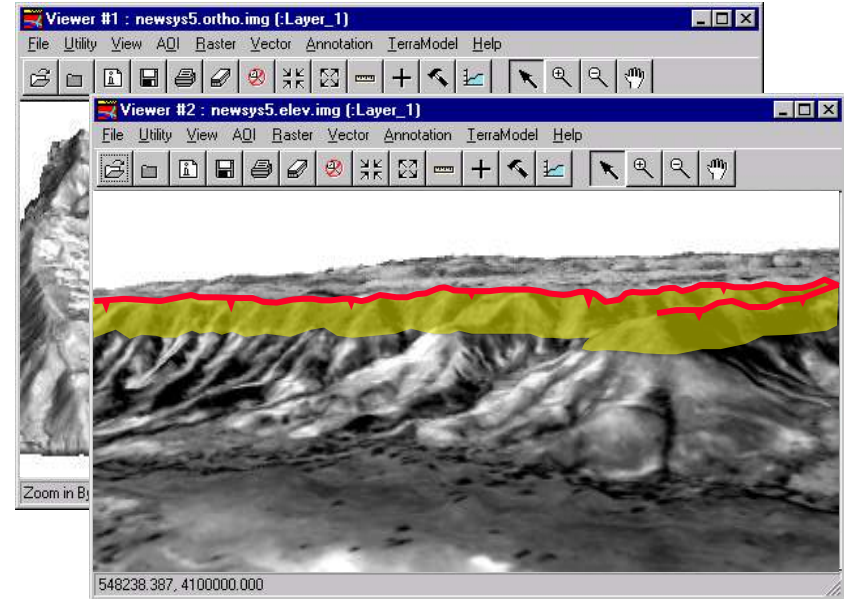 Viewer #1 : newsys5.ortho.img (:Layer_1)
File Utility View AOI Raster Vector Annotation TerraModel Help
Viewer #2 : newsys5.elev.img (:Layer_1)
File Utility View AOI Raster Vector Annotation TerraModel Help
Zoom in By
548238.387, 4100000.000